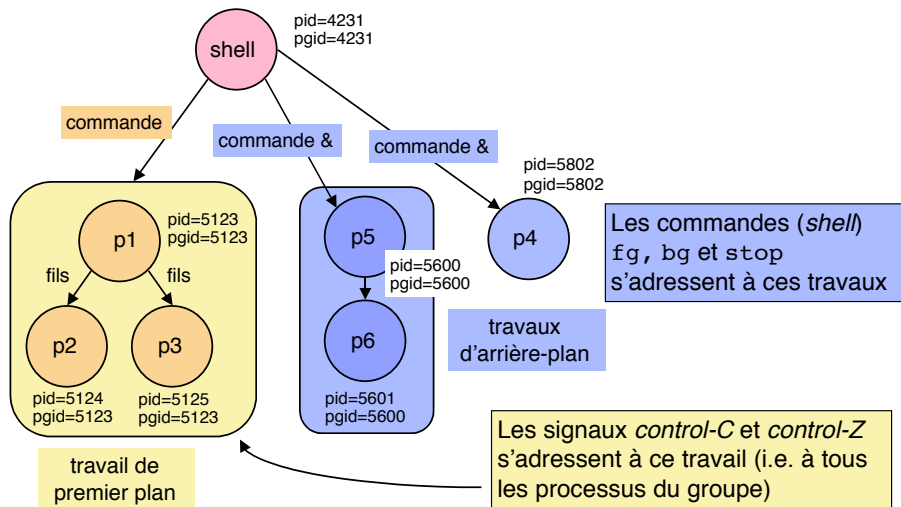 pid=4231
pgid=4231
shell
commande
commande &
commande &
pid=5802
pgid=5802
pid=5123
pgid=5123
p1
p5
p4
Les commandes (shell)
fg, bg et stop
s'adressent à ces travaux
fils
fils
pid=5600
pgid=5600
p2
p3
p6
travaux
d'arrière-plan
pid=5124
pgid=5123
pid=5125
pgid=5123
pid=5601
pgid=5600
travail de
premier plan
Les signaux control-C et control-Z
s'adressent à ce travail (i.e. à tous
les processus du groupe)